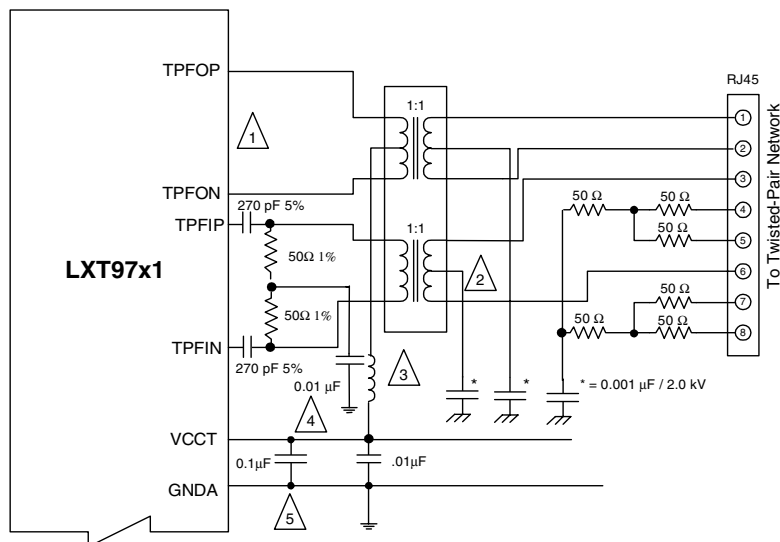 TPFOP
RJ45
1:1
1
1
2
TPFON
3
270 pF 5%
TPFIP
50 Ω
50 Ω
4
1:1
50 Ω
5
50Ω 1%
LXT97x1
2
6
To Twisted-Pair Network
50 Ω
7
50Ω 1%
50 Ω
50 Ω
8
TPFIN
270 pF 5%
3
0.01 µF
*
*
* = 0.001 µF / 2.0 kV
4
VCCT
0.1µF
.01µF
GNDA
5